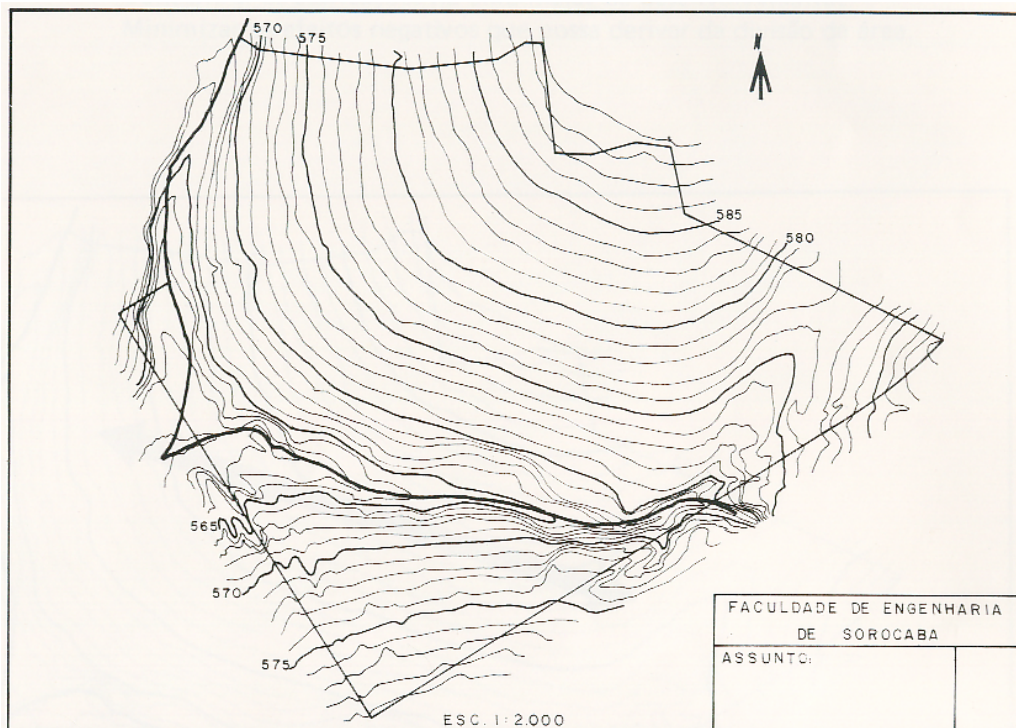 570
575
N
585
580
565
570
575
FACULDADE DE ENGENHARIA
DE SOROCABA
ASSUNTO:
ESC. 1:2.000